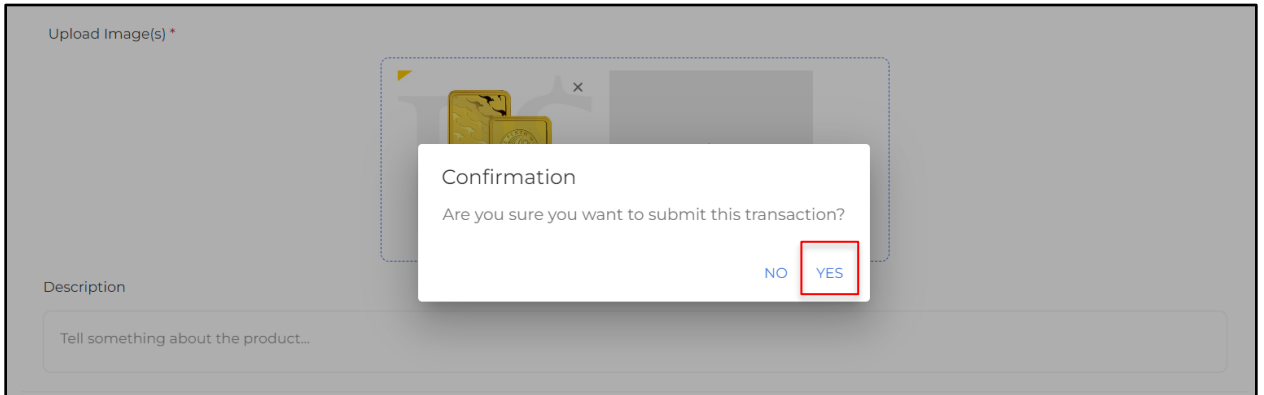 Upload Image(s) *
Confirmation
Are you sure you want to submit this transaction?
NO YES
Description
Tell something about the product...